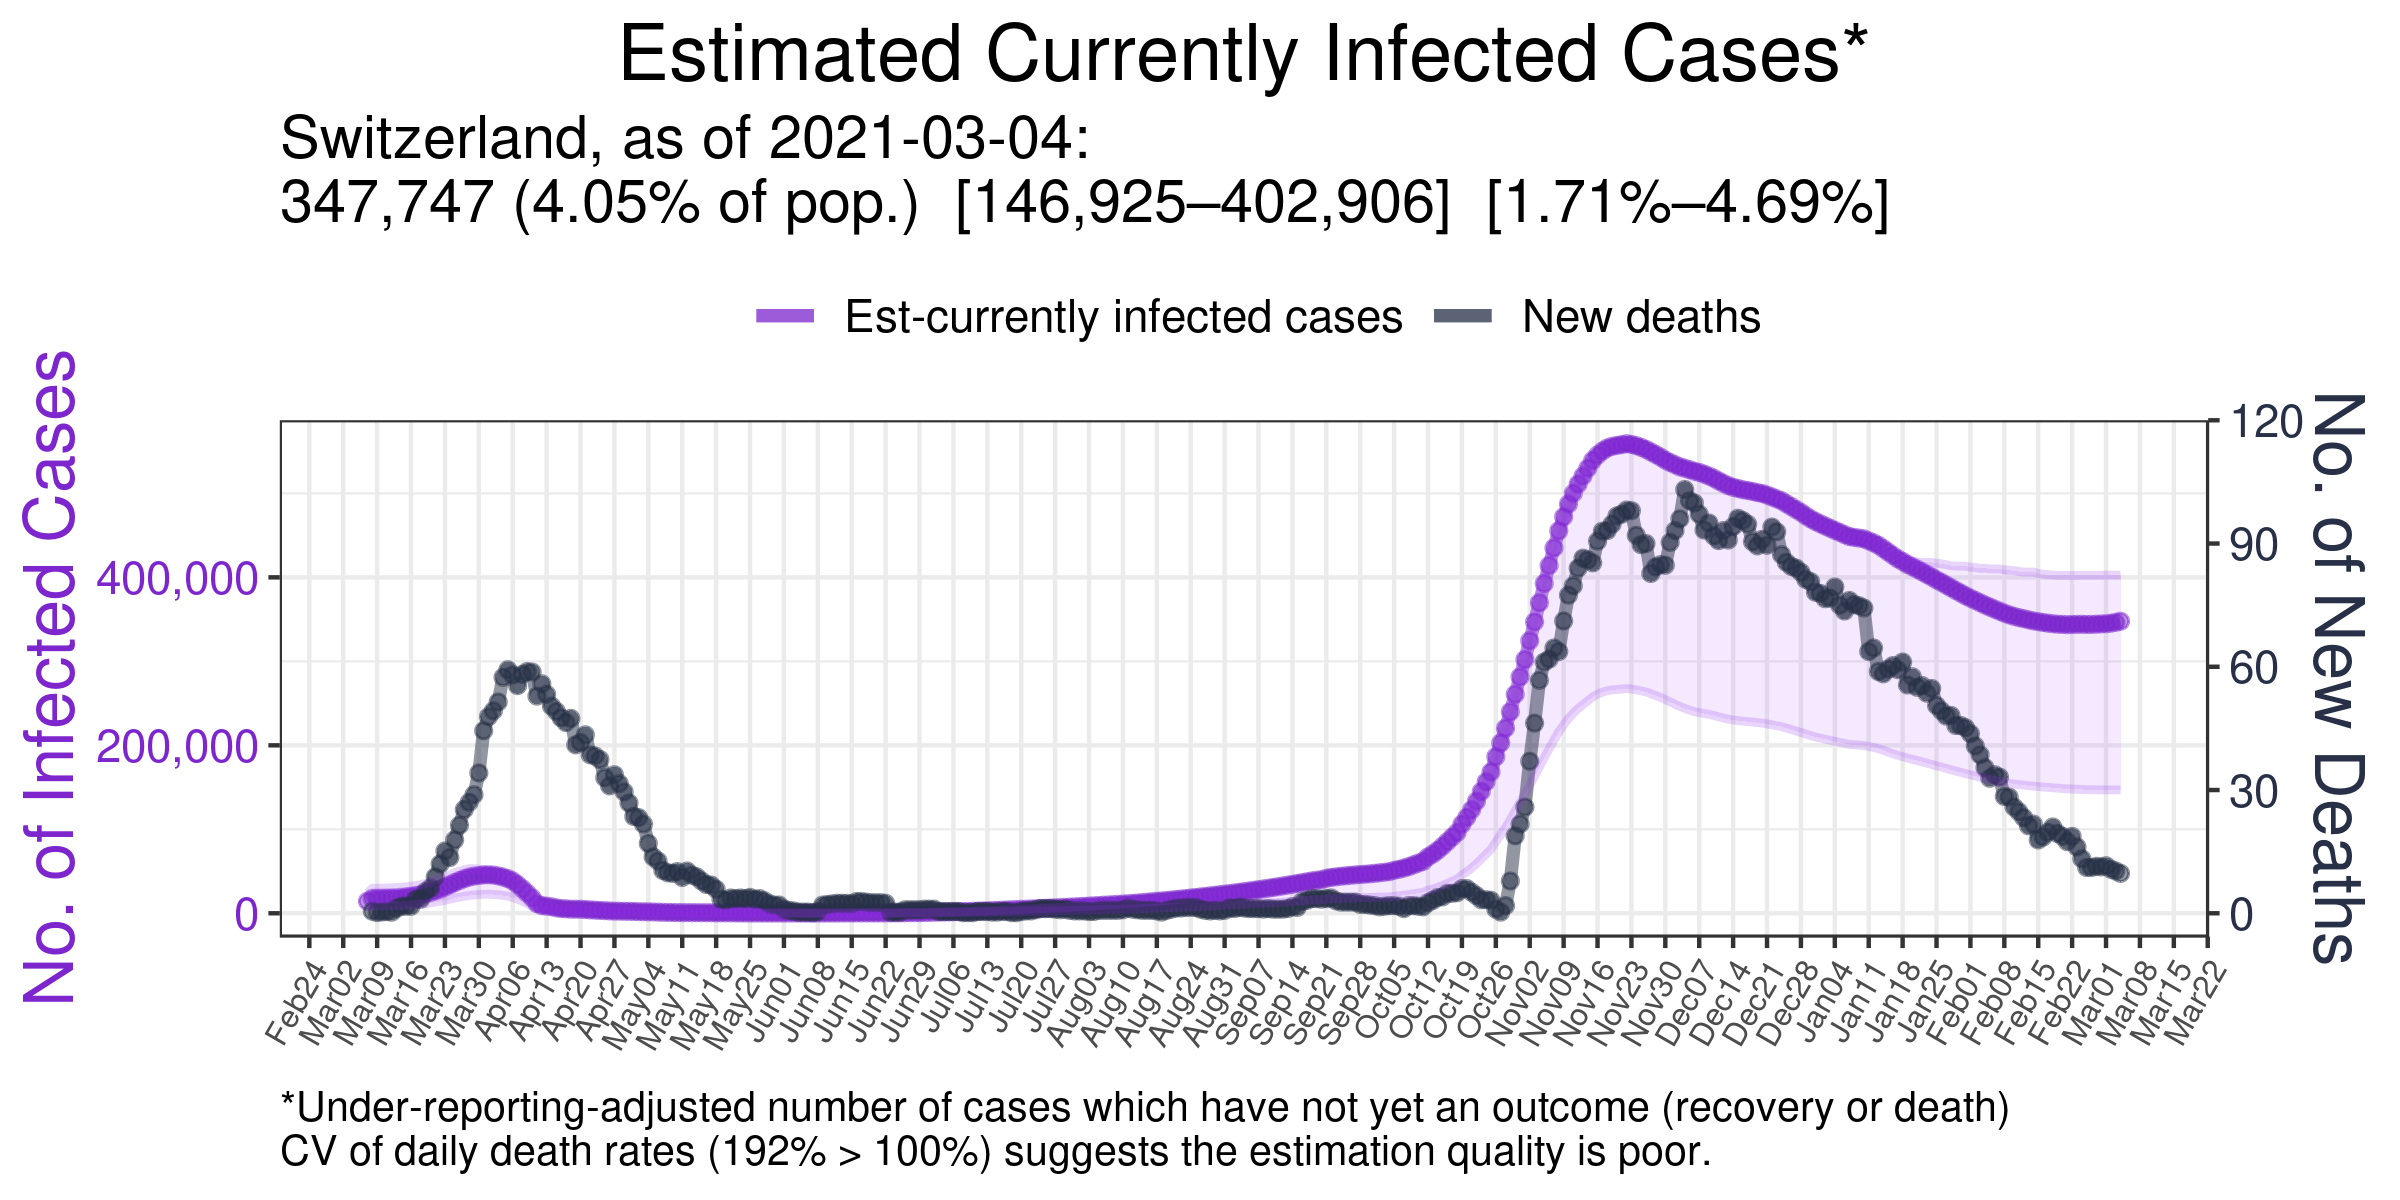 Estimated Currently Infected Cases*
Switzerland, as of 2021-03-04:
347,747 (4.05% of pop.) [146,925–402,906] [1.71%–4.69%]
Est-currently infected cases
New deaths
No. of Infected Cases
400,000
200,000
0
120
90
60
30
0
No. of New Deaths
Feb24
Mar02
Mar09
Mar16
Mar23
Mar30
Apr06
Apr13
Apr20
Apr27
May04
May11
May18
May25
Jun01
Jun08
Jun15
Jun22
Jun29
Jul06
Jul13
Jul20
Jul27
Aug03
Aug10
Aug17
Aug24
Aug31
Sep07
Sep14
Sep21
Sep28
Oct05
Oct12
Oct19
Oct26
Nov02
Nov09
Nov16
Nov23
Nov30
Dec07
Dec14
Dec21
Dec28
Jan04
Jan11
Jan18
Jan25
Feb01
Feb08
Feb15
Feb22
Mar01
Mar08
Mar15
Mar22
*Under-reporting-adjusted number of cases which have not yet an outcome (recovery or death)
CV of daily death rates (192% > 100%) suggests the estimation quality is poor.